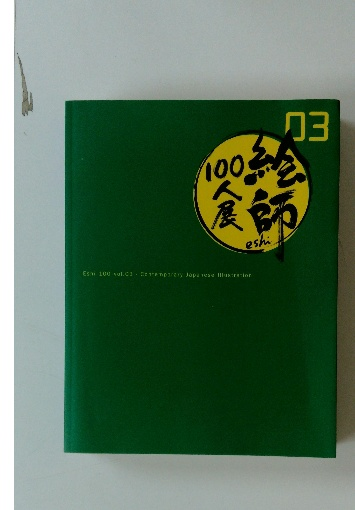 03
絵師
100人展
eshi
Eshi 100 vol.03 - Contemporary Japanese Illustration